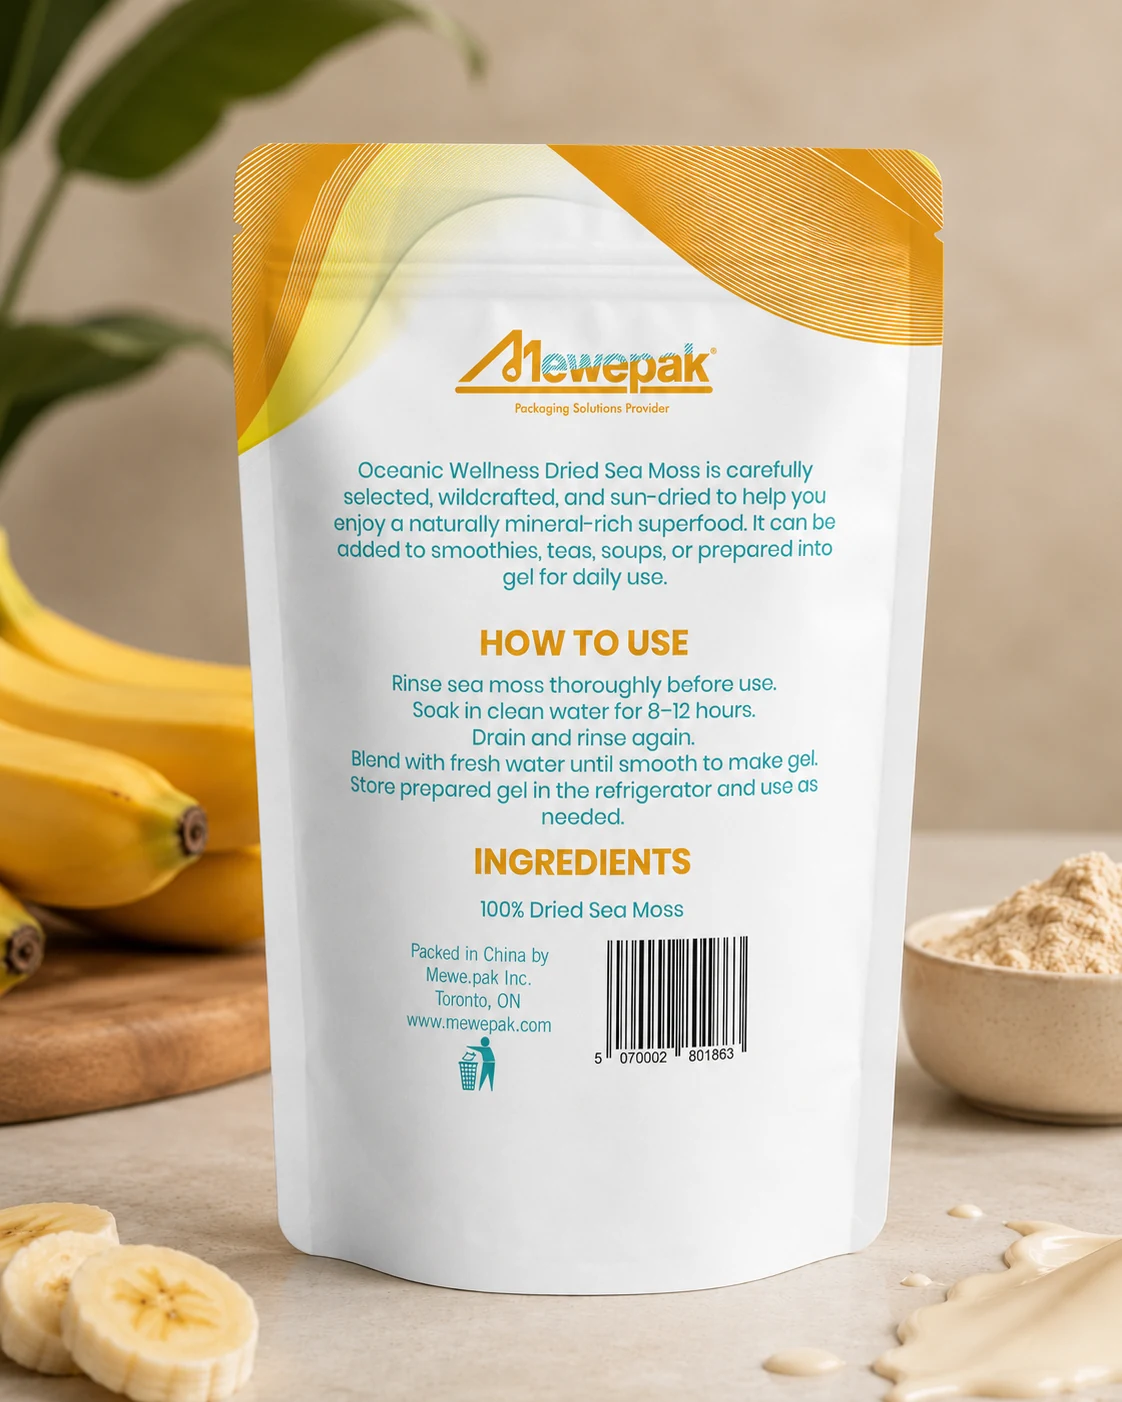 Mewepak®
Packaging Solutions Provider
Oceanic Wellness Dried Sea Moss is carefully
selected, wildcrafted, and sun-dried to help you
enjoy a naturally mineral-rich superfood. It can be
added to smoothies, teas, soups, or prepared into
gel for daily use.
HOW TO USE
Rinse sea moss thoroughly before use.
Soak in clean water for 8–12 hours.
Drain and rinse again.
Blend with fresh water until smooth to make gel.
Store prepared gel in the refrigerator and use as
needed.
INGREDIENTS
100% Dried Sea Moss
Packed in China by
Mewe.pak Inc.
Toronto, ON
www.mewepak.com
5 070002 801863